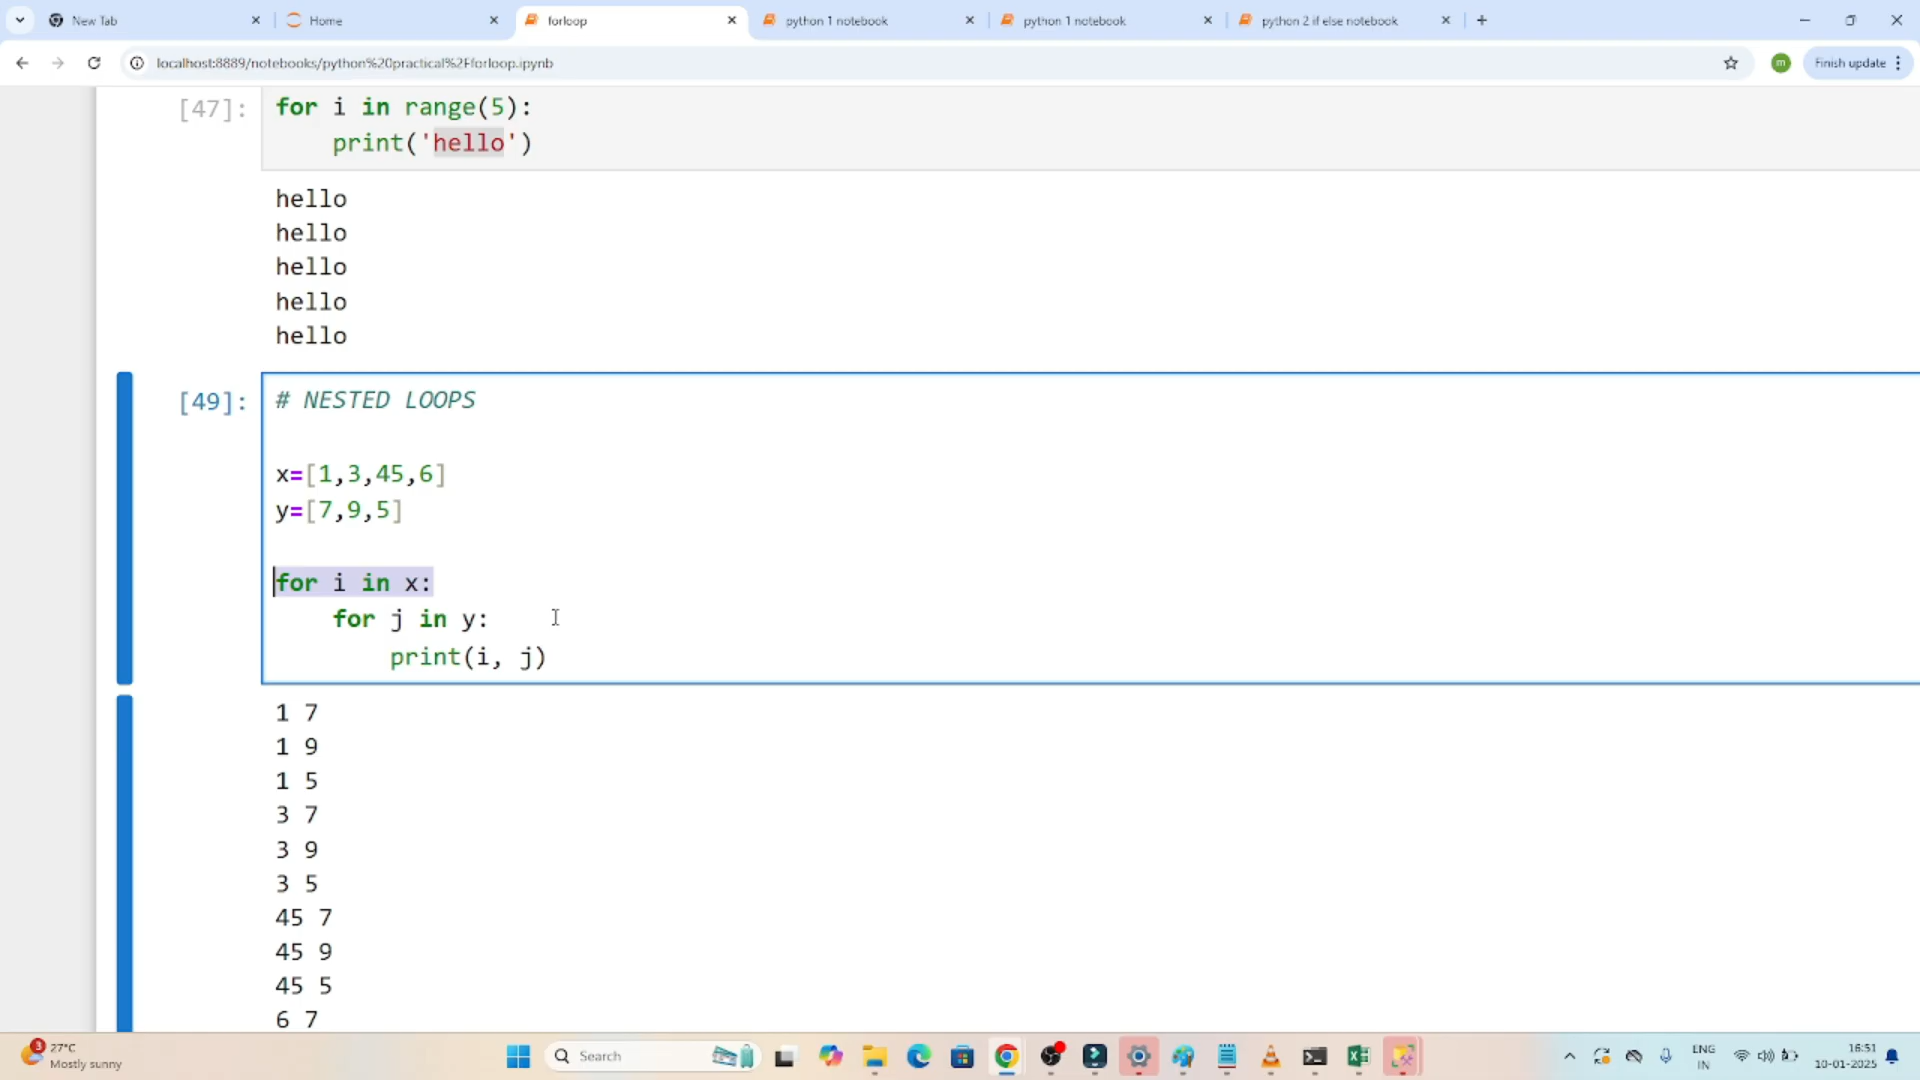 New Tab
Home
forloop
python 1 notebook
python 1 notebook
python 2 if else notebook
localhost:8889/notebooks/python%20practical%2Fforloop.ipynb
m
Finish update
[47]:
for i in range(5):
print('hello')
hello
hello
hello
hello
hello
[49]:
# NESTED LOOPS
x=[1,3,45,6]
y=[7,9,5]
for i in x:
for j in y:
print(i, j)
1 7
1 9
1 5
3 7
3 9
3 5
45 7
45 9
45 5
6 7
3
27°C
Mostly sunny
Search
ENG
IN
16:51
10-01-2025